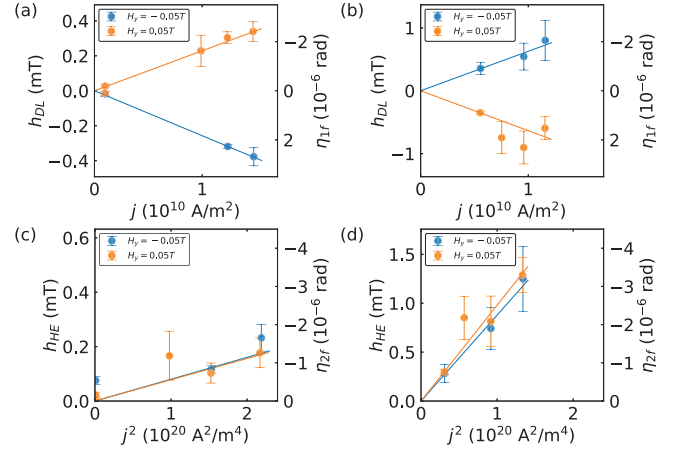 (a)
H_y = −0.05T
H_y = 0.05T
h_DL (mT)
0.4
0.2
0.0
−0.2
−0.4
0
1
j (10^10 A/m^2)
−2
0
2
η_1f (10^−6 rad)
(b)
H_y = −0.05T
H_y = 0.05T
h_DL (mT)
1
0
−1
0
1
j (10^10 A/m^2)
−2
0
2
η_1f (10^−6 rad)
(c)
H_y = −0.05T
H_y = 0.05T
h_HE (mT)
0.6
0.4
0.2
0.0
0
1
2
j^2 (10^20 A^2/m^4)
−4
−3
−2
−1
0
η_2f (10^−6 rad)
(d)
H_y = −0.05T
H_y = 0.05T
h_HE (mT)
1.5
1.0
0.5
0.0
0
1
2
j^2 (10^20 A^2/m^4)
−4
−3
−2
−1
0
η_2f (10^−6 rad)